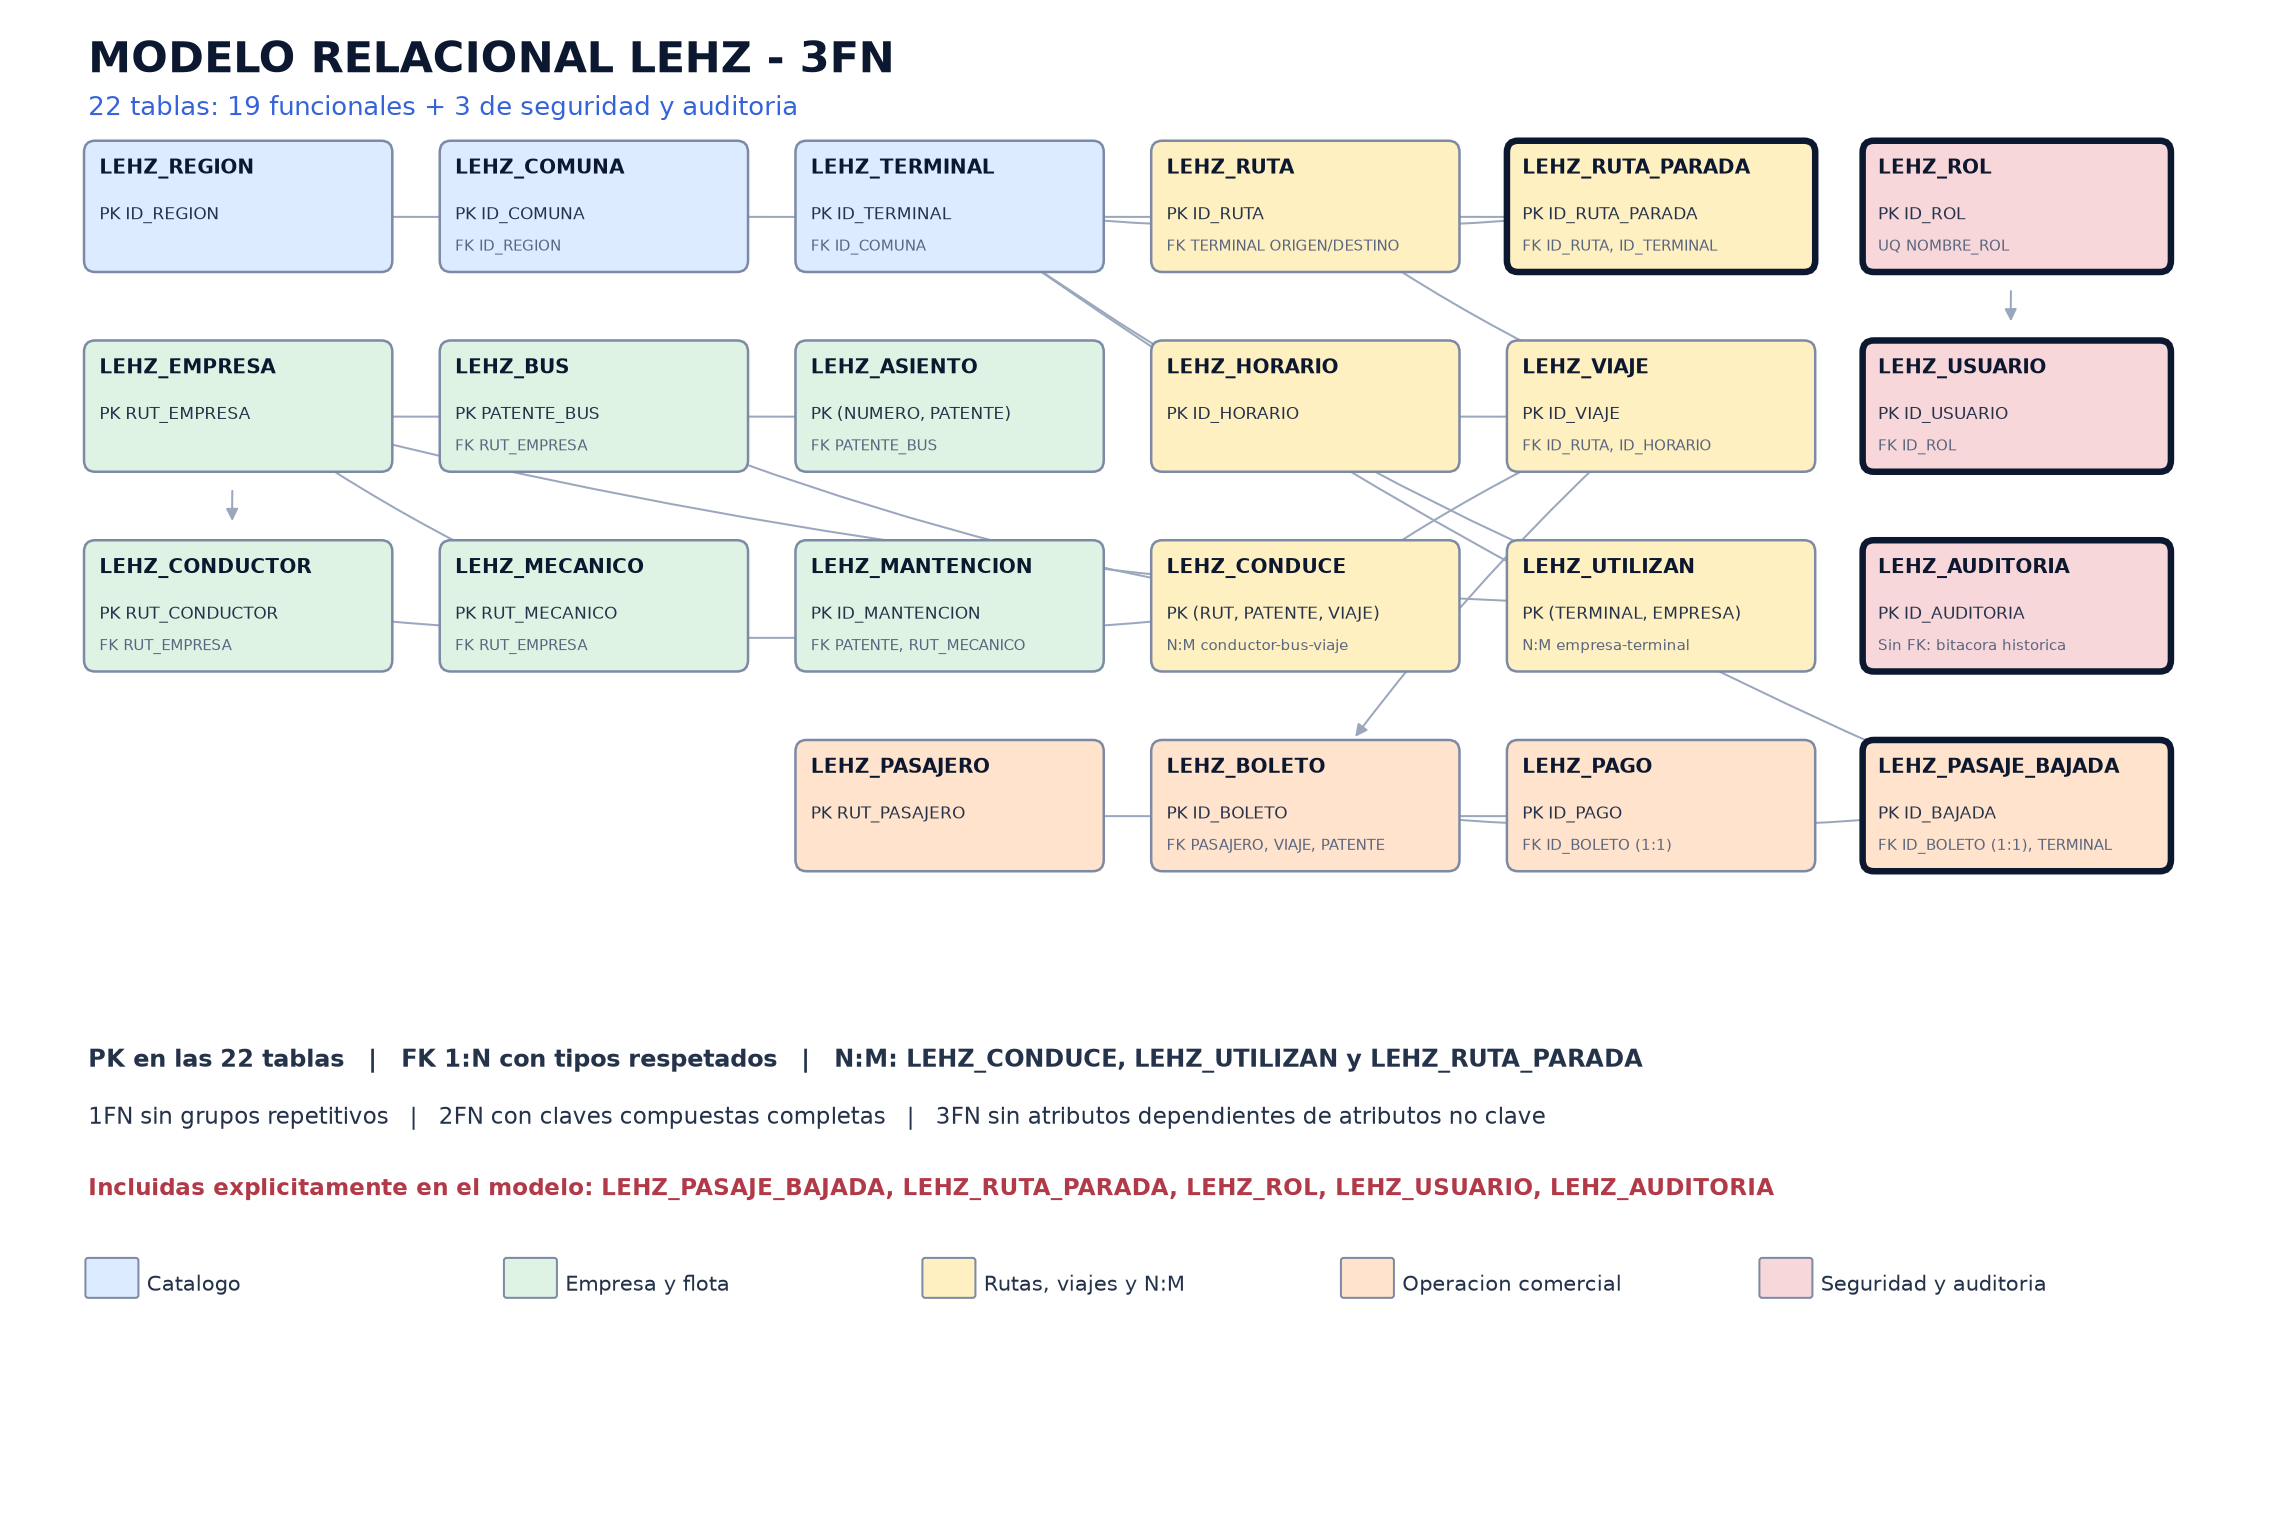 MODELO RELACIONAL LEHZ - 3FN
22 tablas: 19 funcionales + 3 de seguridad y auditoria
LEHZ_REGION
PK ID_REGION
LEHZ_COMUNA
PK ID_COMUNA
FK ID_REGION
LEHZ_TERMINAL
PK ID_TERMINAL
FK ID_COMUNA
LEHZ_RUTA
PK ID_RUTA
FK TERMINAL ORIGEN/DESTINO
LEHZ_RUTA_PARADA
PK ID_RUTA_PARADA
FK ID_RUTA, ID_TERMINAL
LEHZ_ROL
PK ID_ROL
UQ NOMBRE_ROL
LEHZ_EMPRESA
PK RUT_EMPRESA
LEHZ_BUS
PK PATENTE_BUS
FK RUT_EMPRESA
LEHZ_ASIENTO
PK (NUMERO, PATENTE)
FK PATENTE_BUS
LEHZ_HORARIO
PK ID_HORARIO
LEHZ_VIAJE
PK ID_VIAJE
FK ID_RUTA, ID_HORARIO
LEHZ_USUARIO
PK ID_USUARIO
FK ID_ROL
LEHZ_CONDUCTOR
PK RUT_CONDUCTOR
FK RUT_EMPRESA
LEHZ_MECANICO
PK RUT_MECANICO
FK RUT_EMPRESA
LEHZ_MANTENCION
PK ID_MANTENCION
FK PATENTE, RUT_MECANICO
LEHZ_CONDUCE
PK (RUT, PATENTE, VIAJE)
N:M conductor-bus-viaje
LEHZ_UTILIZAN
PK (TERMINAL, EMPRESA)
N:M empresa-terminal
LEHZ_AUDITORIA
PK ID_AUDITORIA
Sin FK: bitacora historica
LEHZ_PASAJERO
PK RUT_PASAJERO
LEHZ_BOLETO
PK ID_BOLETO
FK PASAJERO, VIAJE, PATENTE
LEHZ_PAGO
PK ID_PAGO
FK ID_BOLETO (1:1)
LEHZ_PASAJE_BAJADA
PK ID_BAJADA
FK ID_BOLETO (1:1), TERMINAL
PK en las 22 tablas | FK 1:N con tipos respetados | N:M: LEHZ_CONDUCE, LEHZ_UTILIZAN y LEHZ_RUTA_PARADA
1FN sin grupos repetitivos | 2FN con claves compuestas completas | 3FN sin atributos dependientes de atributos no clave
Incluidas explicitamente en el modelo: LEHZ_PASAJE_BAJADA, LEHZ_RUTA_PARADA, LEHZ_ROL, LEHZ_USUARIO, LEHZ_AUDITORIA
Catalogo
Empresa y flota
Rutas, viajes y N:M
Operacion comercial
Seguridad y auditoria